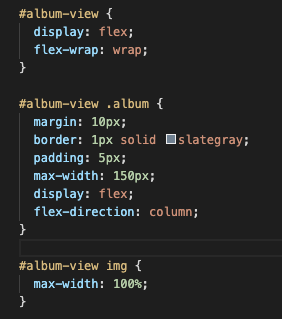 #album-view {
  display: flex;
  flex-wrap: wrap;
}

#album-view .album {
  margin: 10px;
  border: 1px solid slategray;
  padding: 5px;
  max-width: 150px;
  display: flex;
  flex-direction: column;
}

#album-view img {
  max-width: 100%;
}